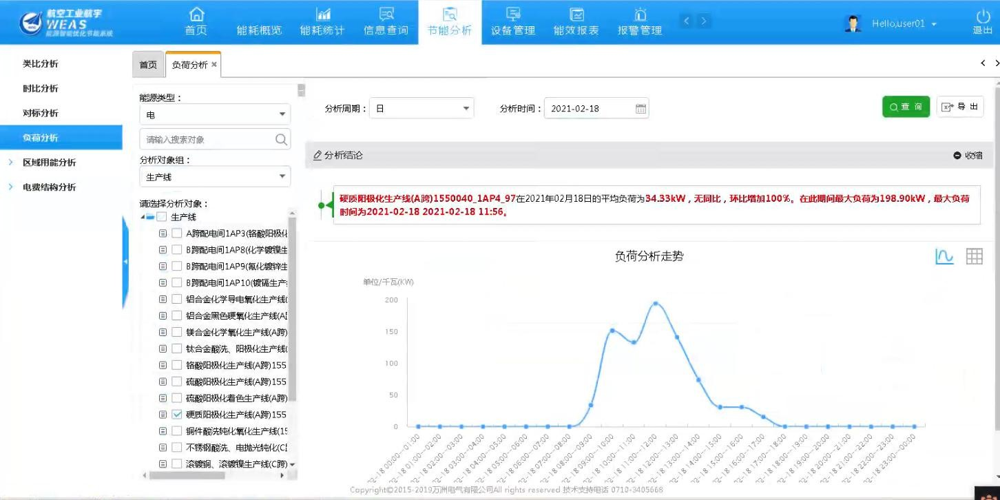 航空工业航宇
WEAS
能源智能优化节能系统
首页
能耗概览
能耗统计
信息查询
节能分析
设备管理
能效报表
报警管理
Hello,user01
退出
类比分析
时比分析
对标分析
负荷分析
区域用能分析
电费结构分析
首页
负荷分析 ×
能源类型：
电
请输入搜索对象
分析对象组：
生产线
请选择分析对象：
生产线
A跨配电间1AP3(铬酸阳极化
B跨配电间1AP8(化学镀镍生
B跨配电间1AP9(氰化镀锌生
B跨配电间1AP10(镀镉生产
铝合金化学导电氧化生产线(
铝合金黑色硬氧化生产线(A
镁合金化学氧化生产线(A跨)
钛合金酸洗、阳极化生产线(
铬酸阳极化生产线(A跨)155
硫酸阳极化生产线(A跨)155
硫酸阳极化着色生产线(A跨)
硬质阳极化生产线(A跨)155
铜件酸洗钝化氧化生产线(15
不锈钢酸洗、电抛光钝化(C
滚镀铜、滚镀镍生产线(C跨)
分析周期：
日
分析时间：
2021-02-18
查 询
导 出
分析结论
收缩
硬质阳极化生产线(A跨)1550040_1AP4_97在2021年02月18日的平均负荷为34.33kW，无同比，环比增加100%。在此期间最大负荷为198.90kW，最大负荷
时间为2021-02-18 2021-02-18 11:56。
负荷分析走势
单位/千瓦(KW)
200
150
100
50
0
02-18 00:00--01:00
02-18 01:00--02:00
02-18 02:00--03:00
02-18 03:00--04:00
02-18 04:00--05:00
02-18 05:00--06:00
02-18 06:00--07:00
02-18 07:00--08:00
02-18 08:00--09:00
02-18 09:00--10:00
02-18 10:00--11:00
02-18 11:00--12:00
02-18 12:00--13:00
02-18 13:00--14:00
02-18 14:00--15:00
02-18 15:00--16:00
02-18 16:00--17:00
02-18 17:00--18:00
02-18 18:00--19:00
02-18 19:00--20:00
02-18 20:00--21:00
02-18 21:00--22:00
02-18 22:00--23:00
02-18 23:00--00:00
Copyright©2015-2019万洲电气有限公司All rights reserved 技术支持电话 0710-3405668